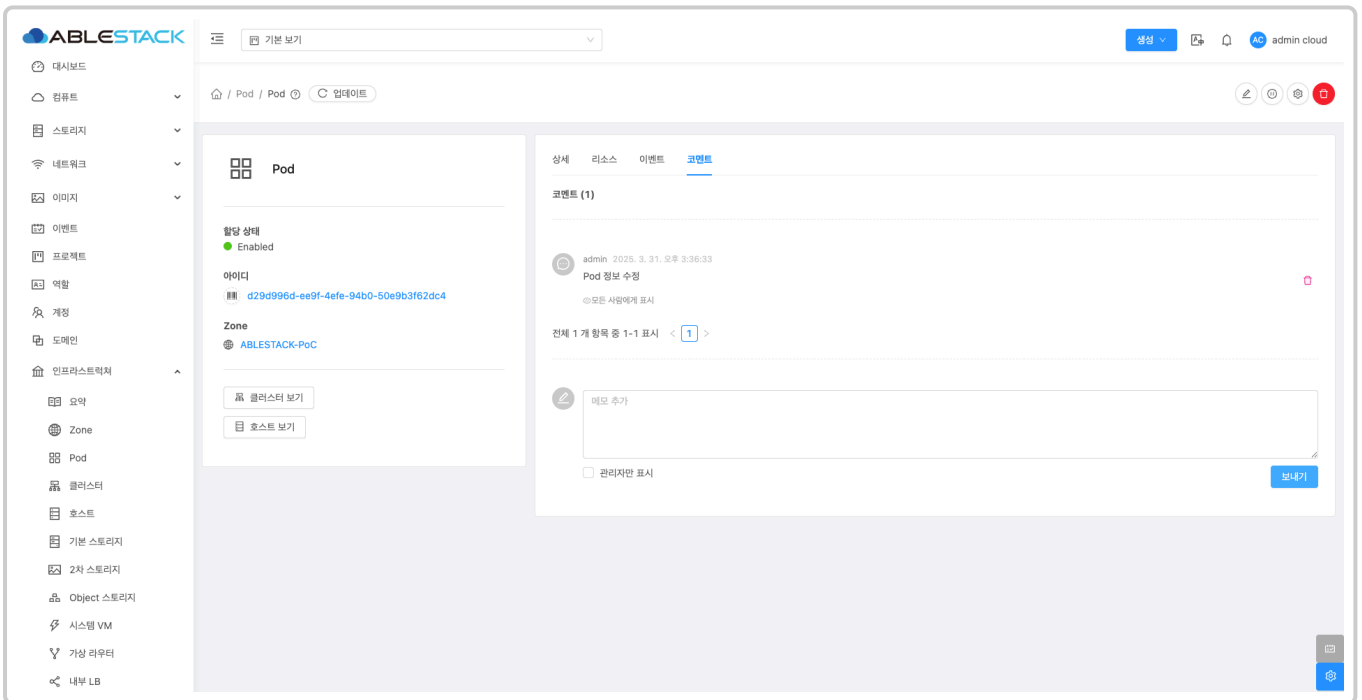 ABLESTACK
기본 보기
생성
AC
admin cloud
대시보드
컴퓨트
스토리지
네트워크
이미지
이벤트
프로젝트
역할
계정
도메인
인프라스트럭쳐
요약
Zone
Pod
클러스터
호스트
기본 스토리지
2차 스토리지
Object 스토리지
시스템 VM
가상 라우터
내부 LB
/ Pod / Pod
업데이트
Pod
할당 상태
Enabled
아이디
d29d996d-ee9f-4efe-94b0-50e9b3f62dc4
Zone
ABLESTACK-PoC
클러스터 보기
호스트 보기
상세 리소스 이벤트 코멘트
코멘트 (1)
admin 2025. 3. 31. 오후 3:36:33
Pod 정보 수정
모든 사람에게 표시
전체 1 개 항목 중 1-1 표시 < 1 >
메모 추가
관리자만 표시
보내기